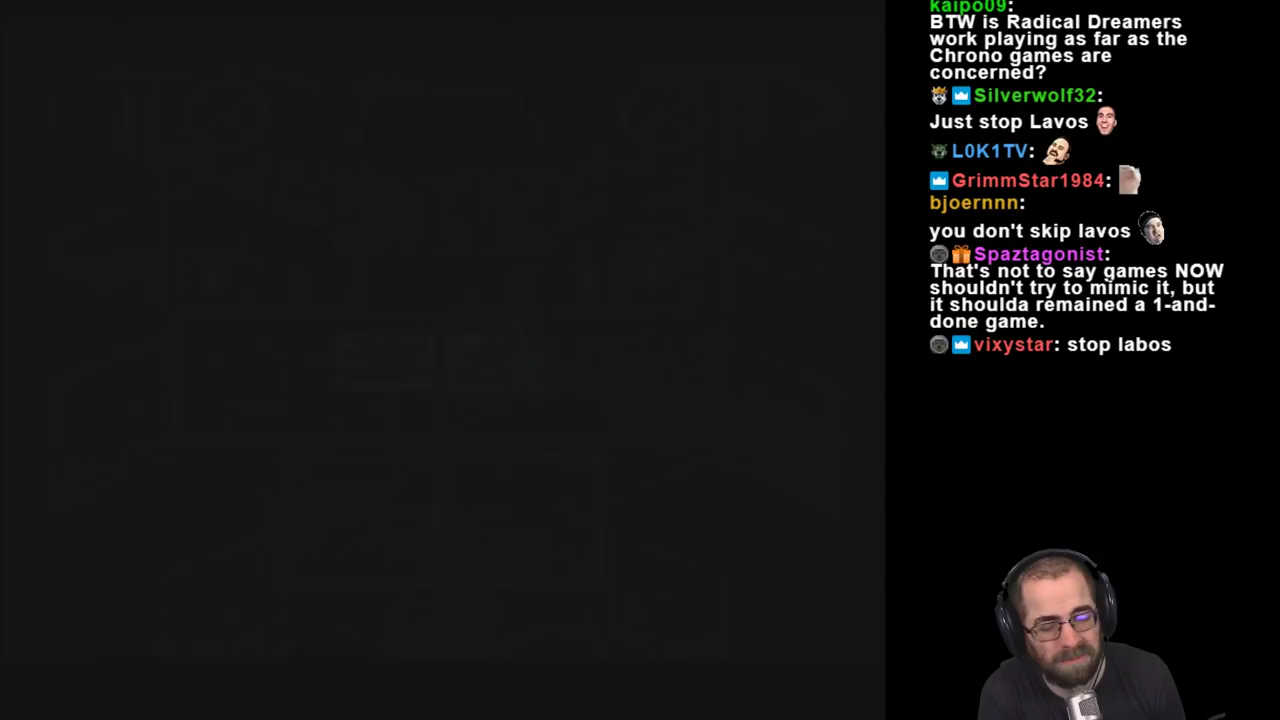 kaipo09:
BTW is Radical Dreamers
work playing as far as the
Chrono games are
concerned?
Silverwolf32:
Just stop Lavos
L0K1TV:
GrimmStar1984:
bjoernnn:
you don't skip lavos
Spaztagonist:
That's not to say games NOW
shouldn't try to mimic it, but
it shoulda remained a 1-and-
done game.
vixystar: stop labos